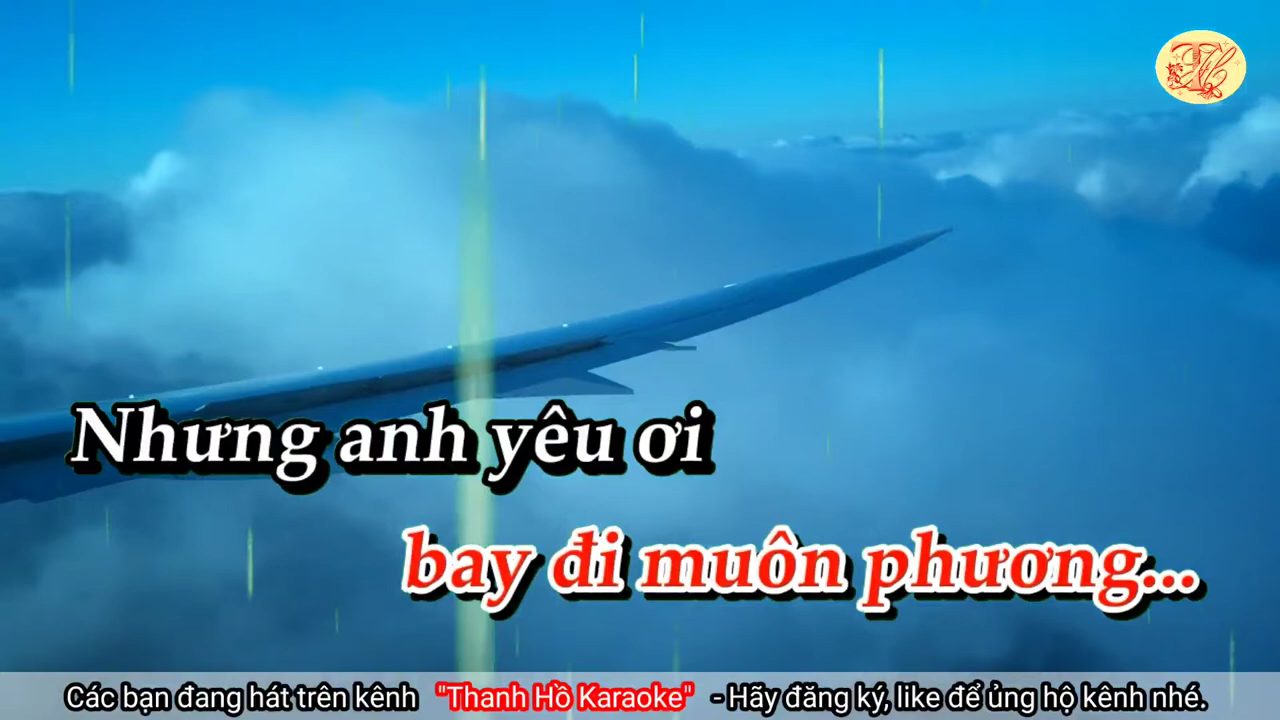 Nhưng anh yêu ơi
bay đi muôn phương...
Các bạn đang hát trên kênh "Thanh Hồ Karaoke" - Hãy đăng ký, like để ủng hộ kênh nhé.